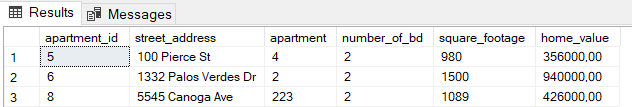 Results Messages
apartment_id street_address apartment number_of_bd square_footage home_value
1 5 100 Pierce St 4 2 980 356000,00
2 6 1332 Palos Verdes Dr 2 2 1500 940000,00
3 8 5545 Canoga Ave 223 2 1089 426000,00